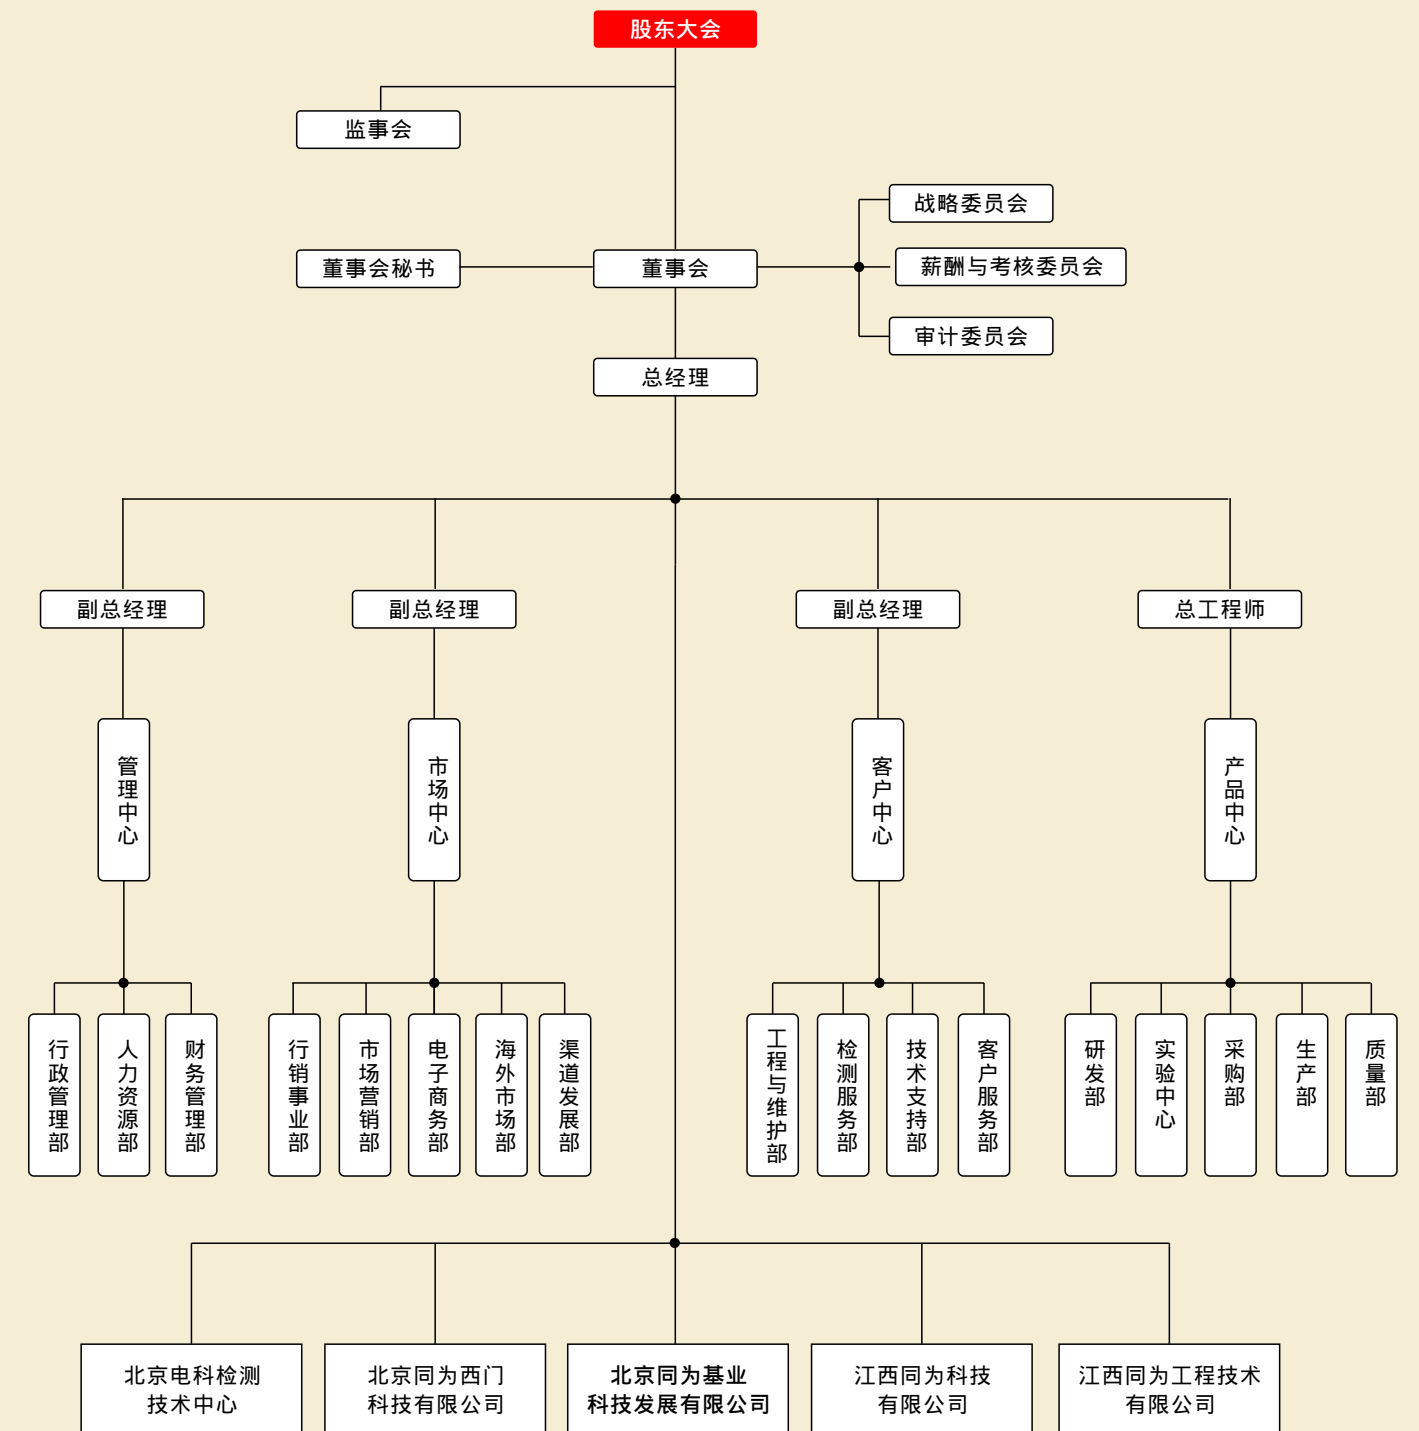 股东大会
监事会
战略委员会
董事会秘书
董事会
薪酬与考核委员会
审计委员会
总经理
副总经理
副总经理
副总经理
总工程师
管理中心
市场中心
客户中心
产品中心
行政管理部
人力资源部
财务管理部
行销事业部
市场营销部
电子商务部
海外市场部
渠道发展部
工程与维护部
检测服务部
技术支持部
客户服务部
研发部
实验中心
采购部
生产部
质量部
北京电科检测
技术中心
北京同为西门
科技有限公司
北京同为基业
科技发展有限公司
江西同为科技
有限公司
江西同为工程技术
有限公司